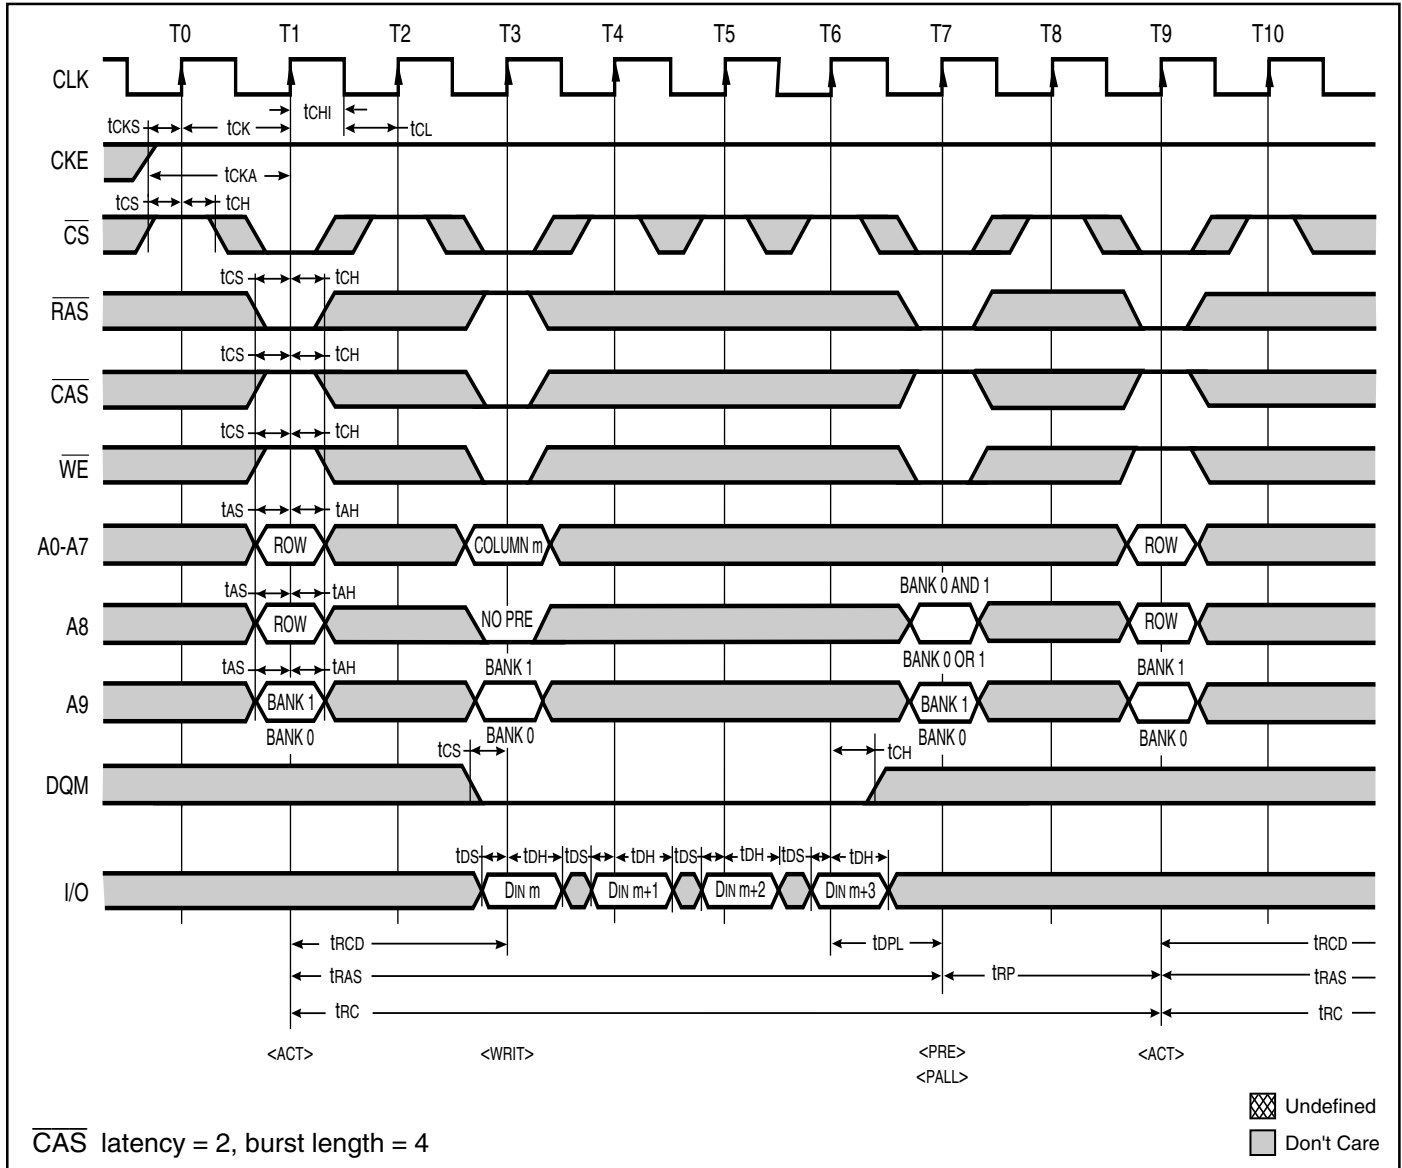 T0 T1 T2 T3 T4 T5 T6 T7 T8 T9 T10
CLK
tCHI
tCKS tCK tCL
CKE
tCKA
tCS tCH
CS
tCS tCH
RAS
tCS tCH
CAS
tCS tCH
WE
tAS tAH
A0-A7 ROW COLUMN m ROW
BANK 0 AND 1
tAS tAH
A8 ROW NO PRE ROW
BANK 0 OR 1
tAS tAH BANK 1 BANK 1
A9 BANK 1 BANK 1
BANK 0 BANK 0 BANK 0 BANK 0
tCS tCH
DQM
tDS tDH tDS tDH tDS tDH tDS tDH
I/O DIN m DIN m+1 DIN m+2 DIN m+3
tRCD tDPL tRCD
tRAS tRP tRAS
tRC tRC
<ACT> <WRIT> <PRE> <ACT>
<PALL>
Undefined
CAS latency = 2, burst length = 4 Don't Care